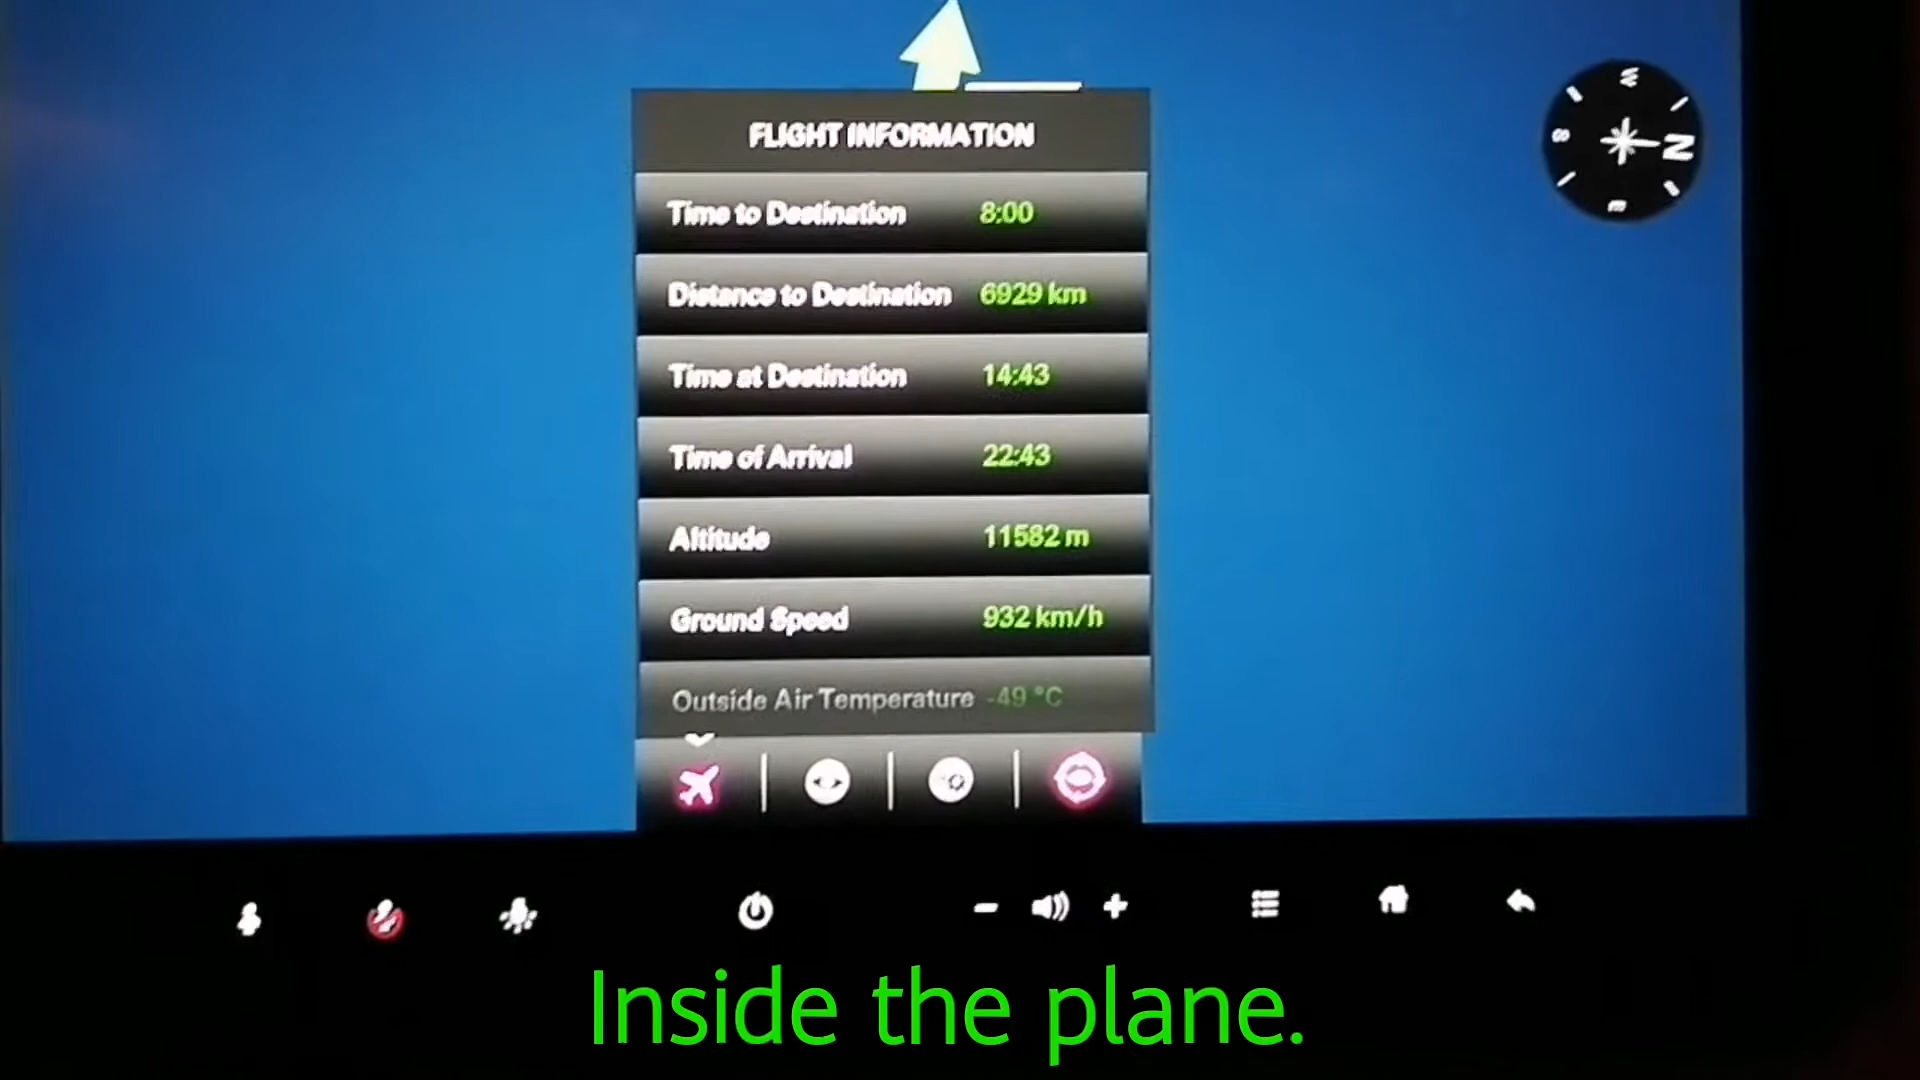 W
N
S
E
FLIGHT INFORMATION
Time to Destination 8:00
Distance to Destination 6929 km
Time at Destination 14:43
Time of Arrival 22:43
Altitude 11582 m
Ground Speed 932 km/h
Outside Air Temperature -49 °C
Inside the plane.